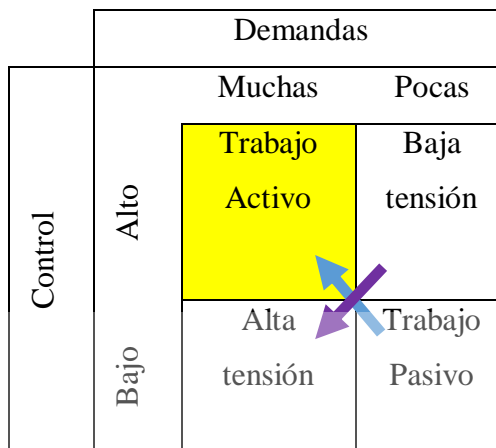 Demandas
Muchas Pocas
Control
Alto
Trabajo Activo
Baja tensión
Bajo
Alta tensión
Trabajo Pasivo